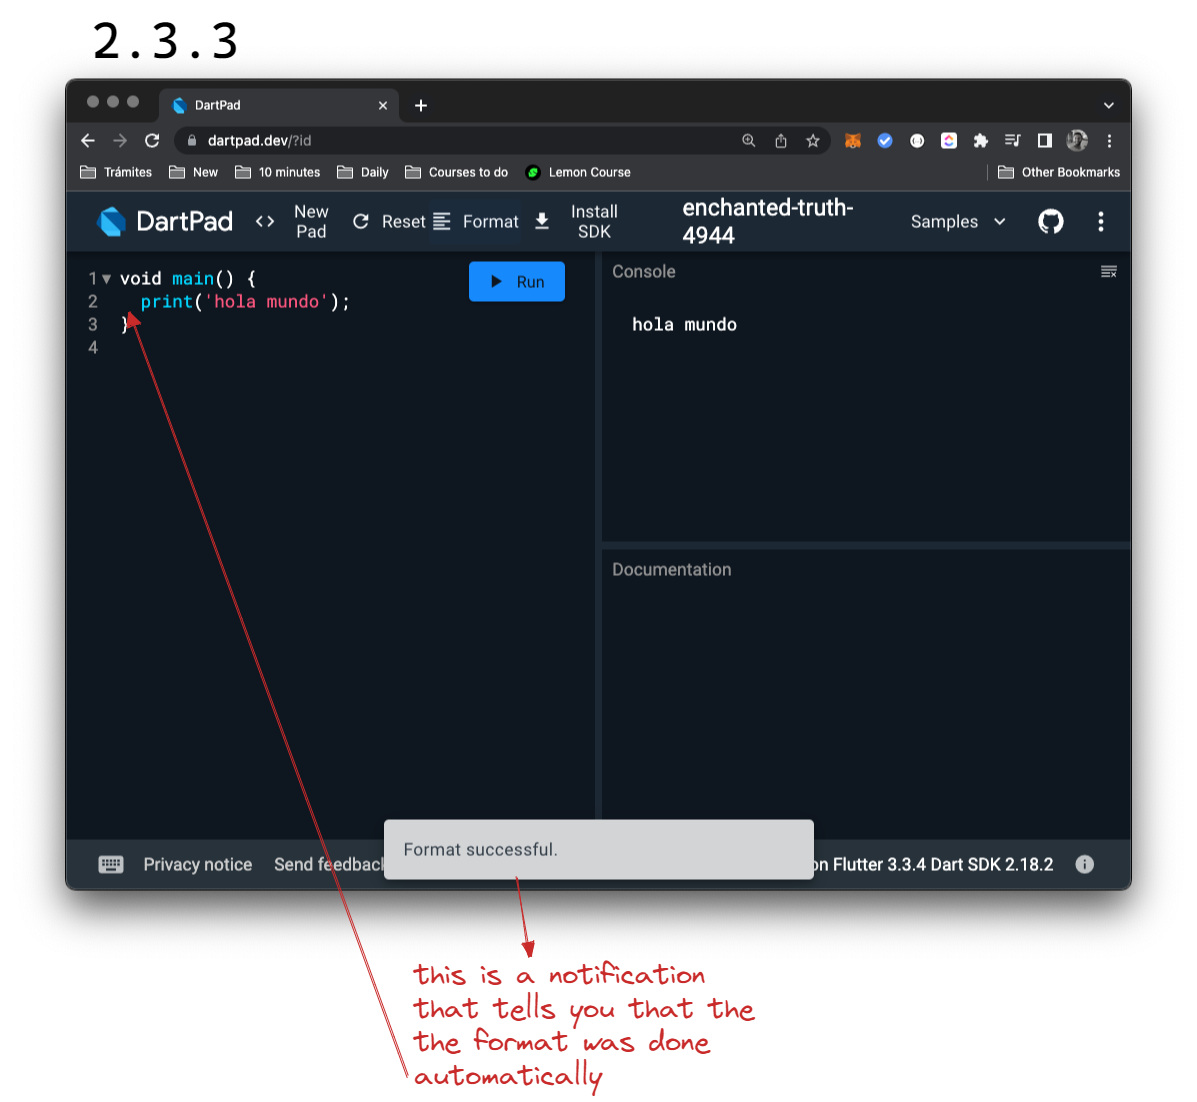 2.3.3
DartPad
dartpad.dev/?id
Trámites New 10 minutes Daily Courses to do Lemon Course Other Bookmarks
DartPad <> New Pad Reset Format Install SDK enchanted-truth-4944 Samples
1 void main() {
2 print('hola mundo');
3 }
4
Run
Console
hola mundo
Documentation
Privacy notice Send feedback
Format successful.
on Flutter 3.3.4 Dart SDK 2.18.2
this is a notification
that tells you that the
the format was done
automatically